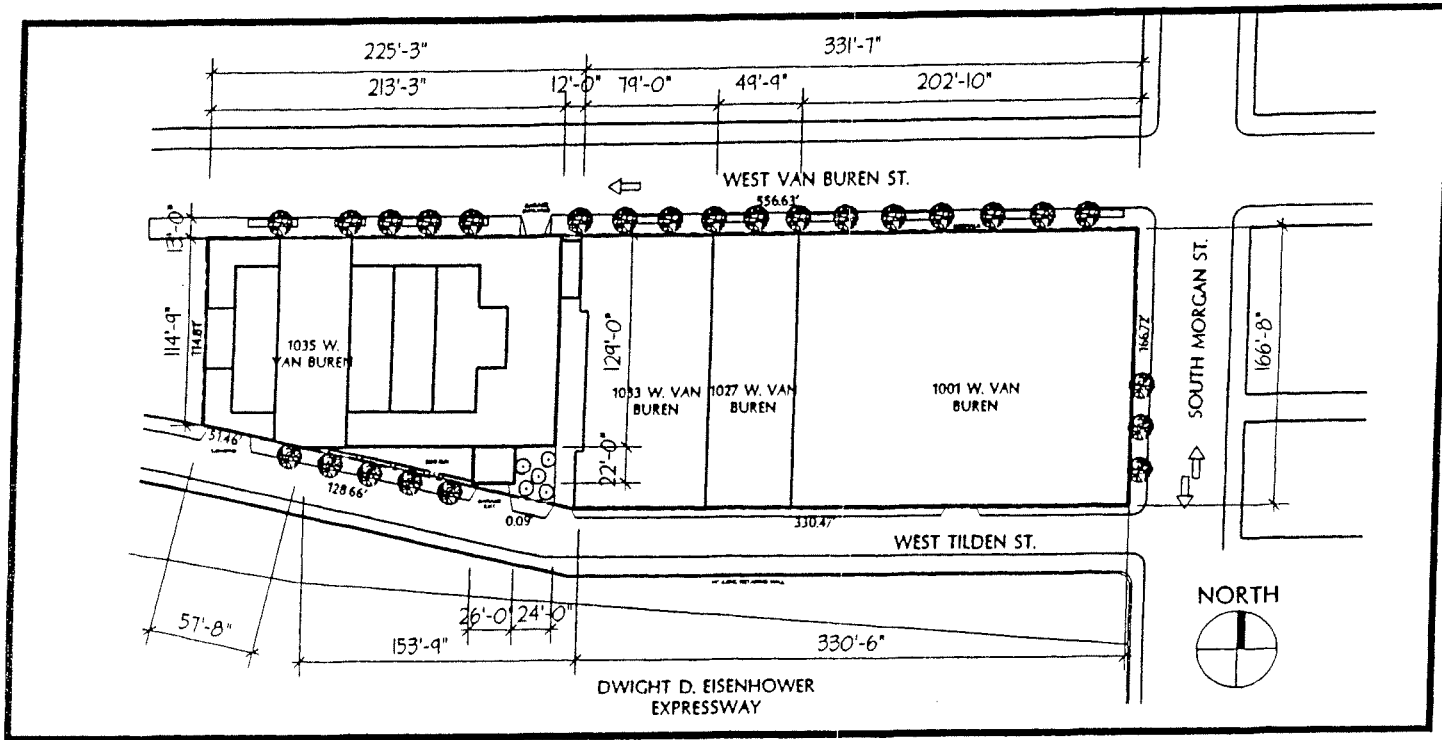 225'-3"
331'-7"
213'-3"
12'-0"
79'-0"
49'-9"
202'-10"
WEST VAN BUREN ST.
556.63'
13'-0"
114'-9"
114.81'
1035 W.
VAN BUREN
129'-0"
1033 W. VAN
BUREN
1027 W. VAN
BUREN
1001 W. VAN
BUREN
166.72'
SOUTH MORGAN ST.
166'-8"
51.46'
128.66'
22'-0"
0.09'
330.47'
WEST TILDEN ST.
57'-8"
26'-0"
24'-0"
153'-9"
330'-6"
NORTH
DWIGHT D. EISENHOWER
EXPRESSWAY